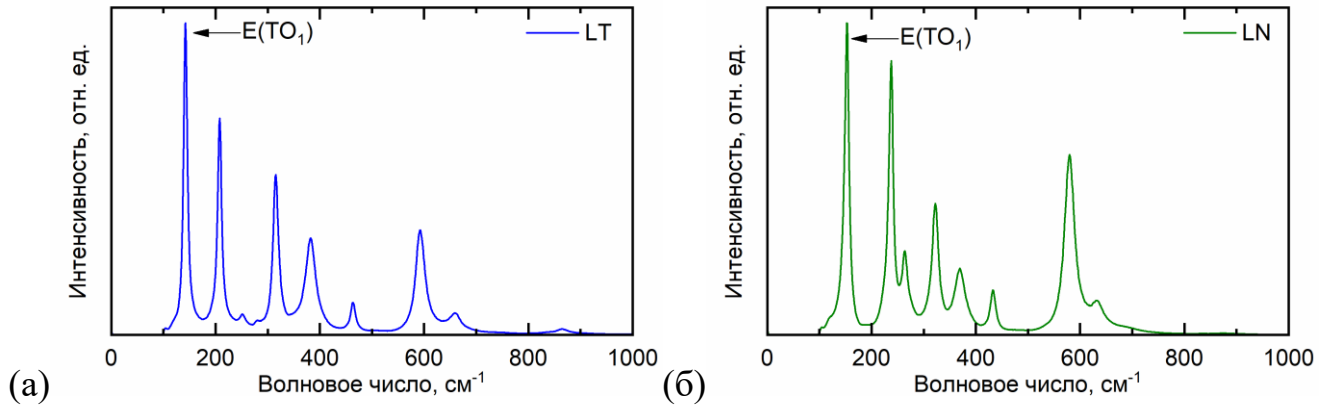 E(TO₁)
LT
Интенсивность, отн. ед.
0 200 400 600 800 1000
Волновое число, см⁻¹
(а)
E(TO₁)
LN
Интенсивность, отн. ед.
0 200 400 600 800 1000
Волновое число, см⁻¹
(б)